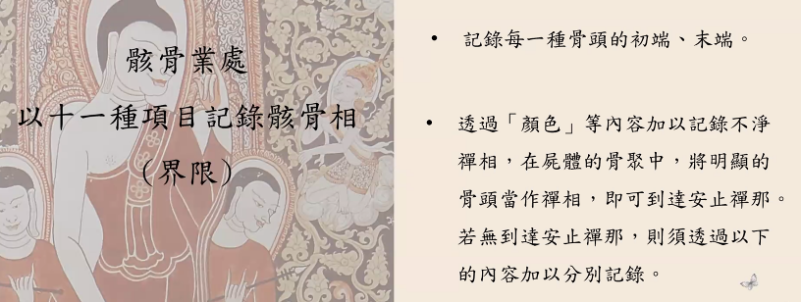 骸骨業處
以十一種項目記錄骸骨相
(界限)
• 記錄每一種骨頭的初端、末端。
• 透過「顏色」等內容加以記錄不淨
禪相，在屍體的骨聚中，將明顯的
骨頭當作禪相，即可到達安止禪那。
若無到達安止禪那，則須透過以下
的內容加以分別記錄。